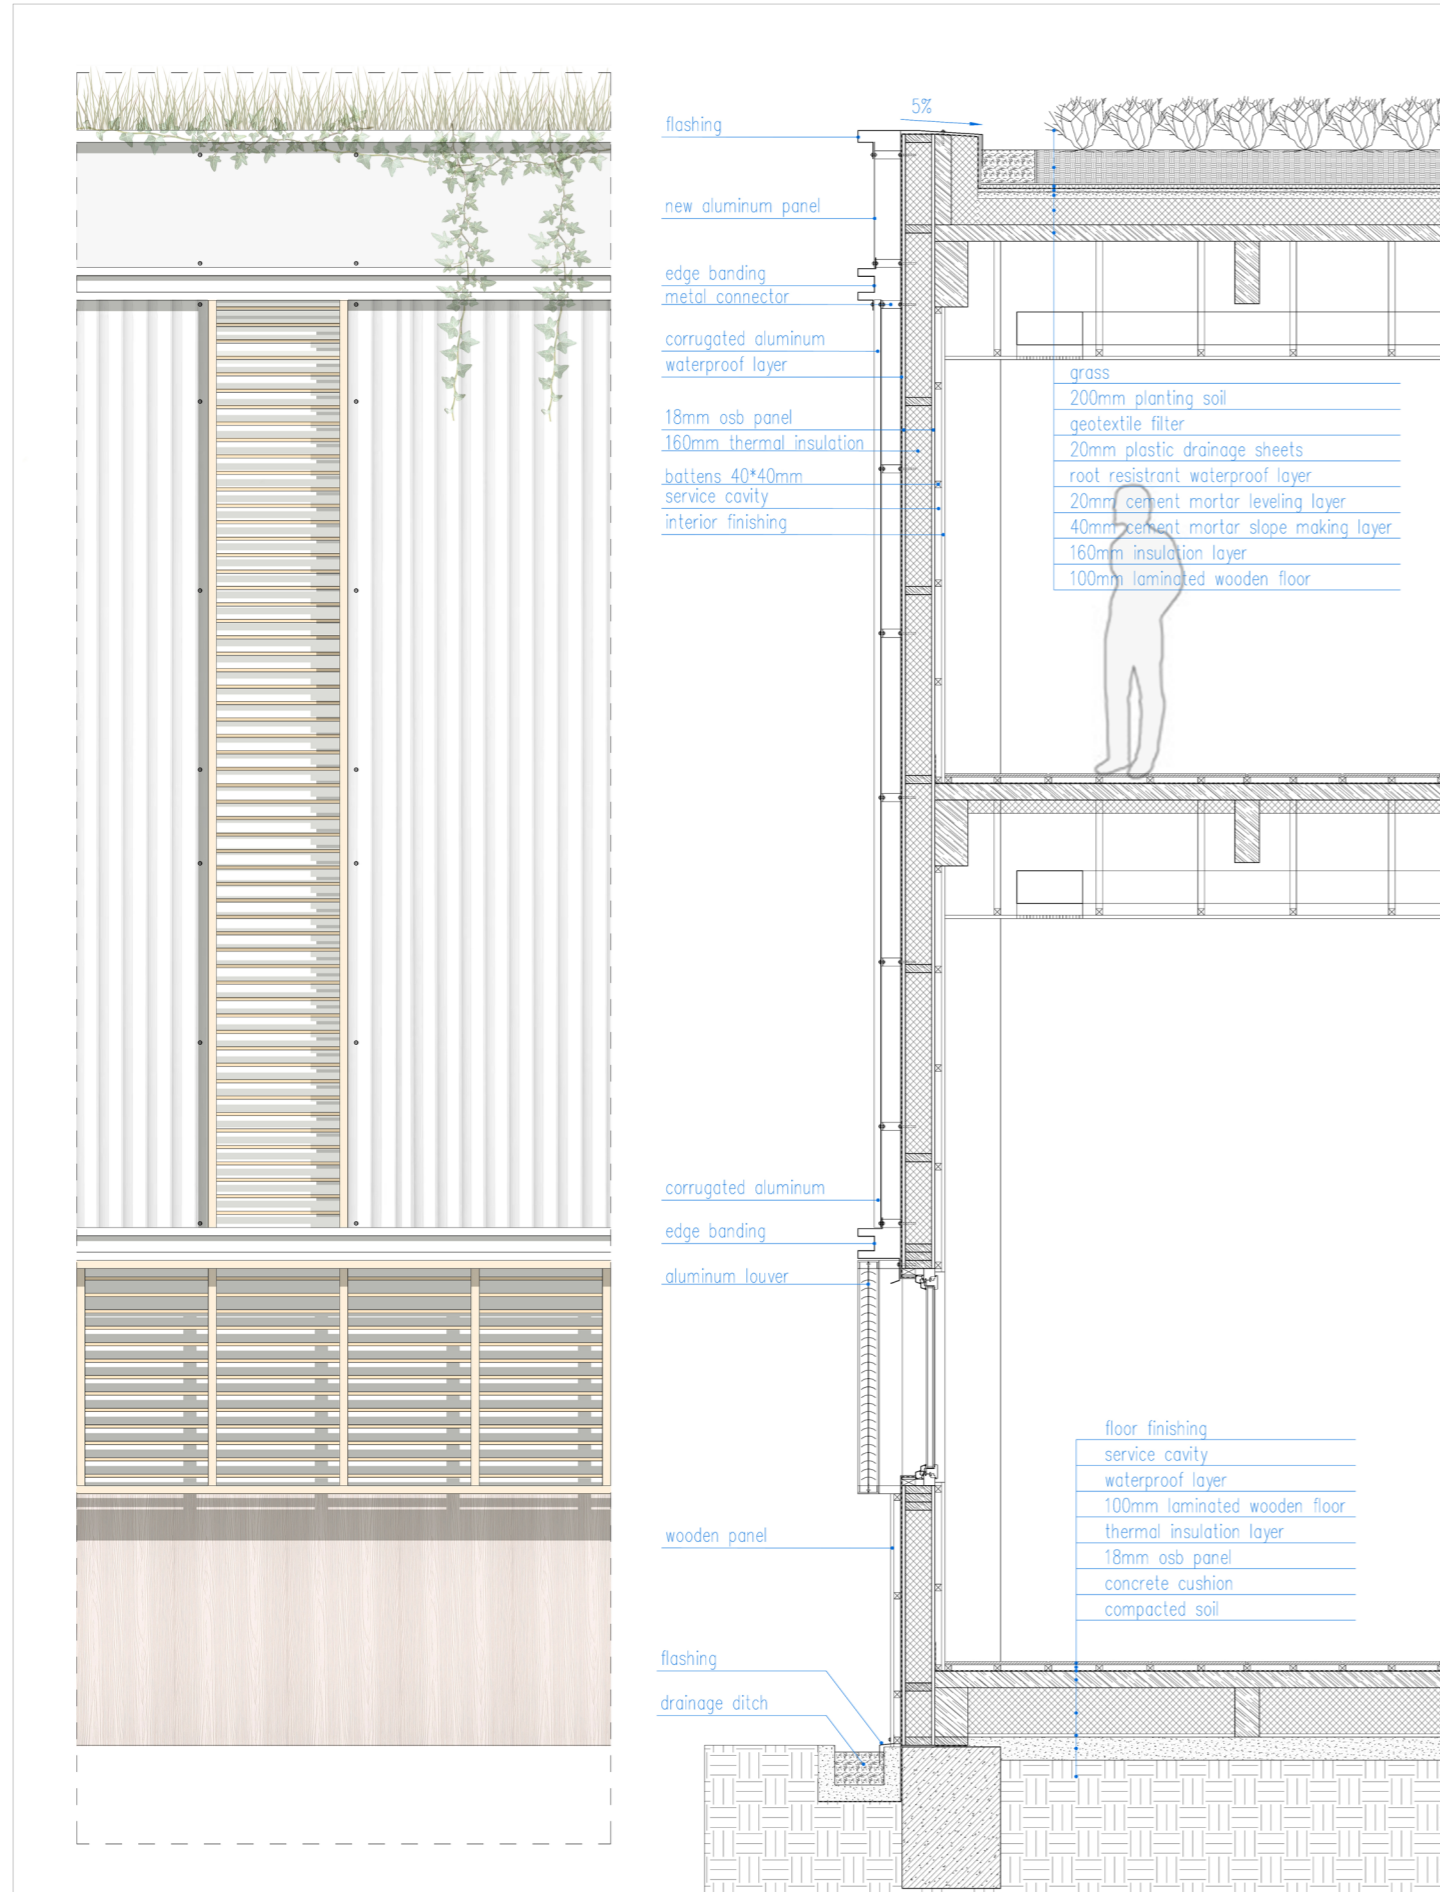 5%
flashing
new aluminum panel
edge banding
metal connector
corrugated aluminum
waterproof layer
18mm osb panel
160mm thermal insulation
battens 40*40mm
service cavity
interior finishing
grass
200mm planting soil
geotextile filter
20mm plastic drainage sheets
root resistrant waterproof layer
20mm cement mortar leveling layer
40mm cement mortar slope making layer
160mm insulation layer
100mm laminated wooden floor
corrugated aluminum
edge banding
aluminum louver
wooden panel
flashing
drainage ditch
floor finishing
service cavity
waterproof layer
100mm laminated wooden floor
thermal insulation layer
18mm osb panel
concrete cushion
compacted soil